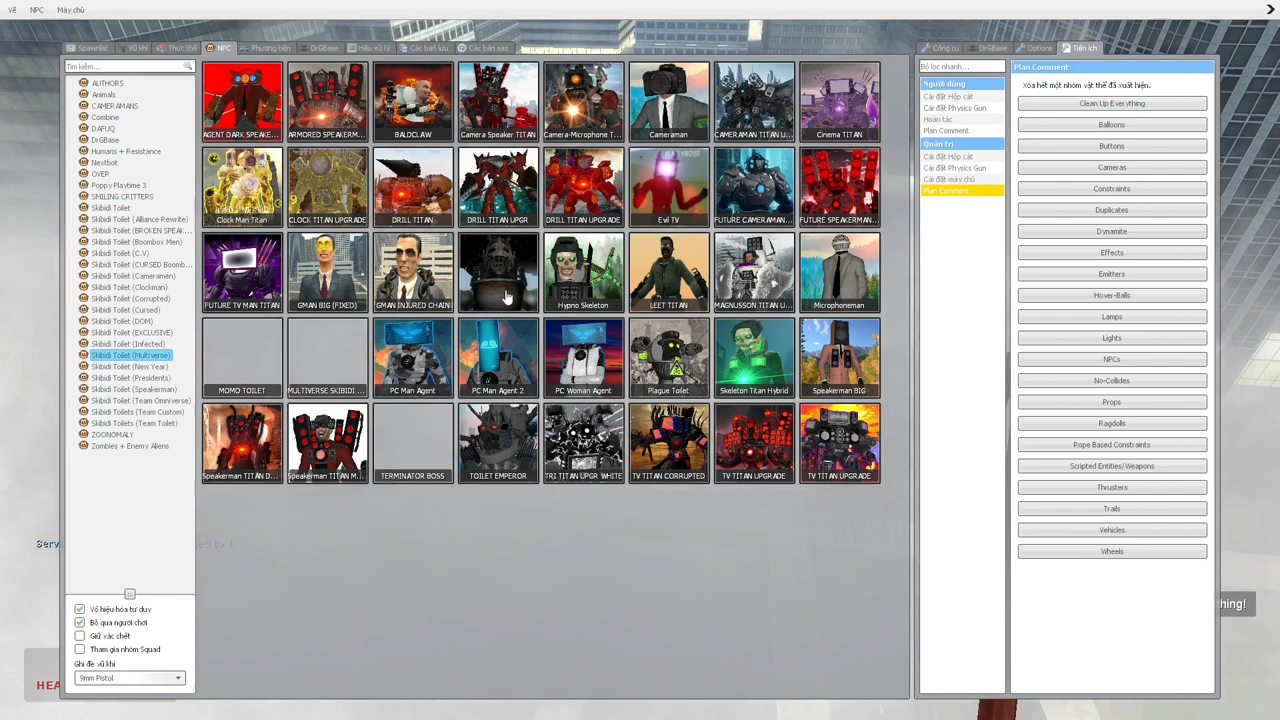 Vẽ NPC Máy chủ
Spawnlist Vũ khí Thực thể NPC Phương tiện DrGBase Hậu xử lý Các bản lưu Các bản sao
Tìm kiếm...
AUTHORS
Animals
CAMERAMANS
Combine
DAFUQ
DrGBase
Humans + Resistance
Nextbot
OVER
Poppy Playtime 3
SMILING CRITTERS
Skibidi Toilet
Skibidi Toilet (Alliance Rewrite)
Skibidi Toilet (BROKEN SPEAK...
Skibidi Toilet (Boombox Men)
Skibidi Toilet (C.V)
Skibidi Toilet (CURSED Boomb...
Skibidi Toilet (Cameramen)
Skibidi Toilet (Clockman)
Skibidi Toilet (Corrupted)
Skibidi Toilet (Cursed)
Skibidi Toilet (DOM)
Skibidi Toilet (EXCLUSIVE)
Skibidi Toilet (Infected)
Skibidi Toilet (Multiverse)
Skibidi Toilet (New Year)
Skibidi Toilet (Presidents)
Skibidi Toilet (Speakerman)
Skibidi Toilet (Team Omniverse)
Skibidi Toilets (Team Custom)
Skibidi Toilets (Team Toilet)
ZOONOMALY
Zombies + Enemy Aliens
Vô hiệu hóa tư duy
Bỏ qua người chơi
Giữ xác chết
Tham gia nhóm Squad
Ghi đè vũ khí
9mm Pistol
AGENT DARK SPEAKE... ARMORED SPEAKERM... BALDCLAW Camera Speaker TITAN Camera-Microphone T... Cameraman CAMERAMAN TITAN U... Cinema TITAN
Clock Man Titan CLOCK TITAN UPGRADE DRILL TITAN DRILL TITAN UPGR DRILL TITAN UPGRADE Evil TV FUTURE CAMERAMAN... FUTURE SPEAKERMAN...
FUTURE TV MAN TITAN GMAN BIG (FIXED) GMAN INJURED CHAIN Hypno Skeleton LEET TITAN MAGNUSSON TITAN U... Microphoneman
MOMO TOILET MULTIVERSE SKIBIDI ... PC Man Agent PC Man Agent 2 PC Woman Agent Plague Toilet Skeleton Titan Hybrid Speakerman BIG
Speakerman TITAN D... Speakerman TITAN M... TERMINATOR BOSS TOILET EMPEROR TRI TITAN UPGR WHITE TV TITAN CORRUPTED TV TITAN UPGRADE TV TITAN UPGRADE
Serv
ed to 1
HEA
Công cụ DrGBase Options Tiện ích
Bộ lọc nhanh...
Người dùng
Cài đặt Hộp cát
Cài đặt Physics Gun
Hoàn tác
Plan Comment
Quản trị
Cài đặt Hộp cát
Cài đặt Physics Gun
Cài đặt máy chủ
Plan Comment
Plan Comment
Xóa hết một nhóm vật thể đã xuất hiện.
Clean Up Everything
Balloons
Buttons
Cameras
Constraints
Duplicates
Dynamite
Effects
Emitters
Hover-Balls
Lamps
Lights
NPCs
No-Collides
Props
Ragdolls
Rope Based Constraints
Scripted Entities/Weapons
Thrusters
Trails
Vehicles
Wheels
hing!